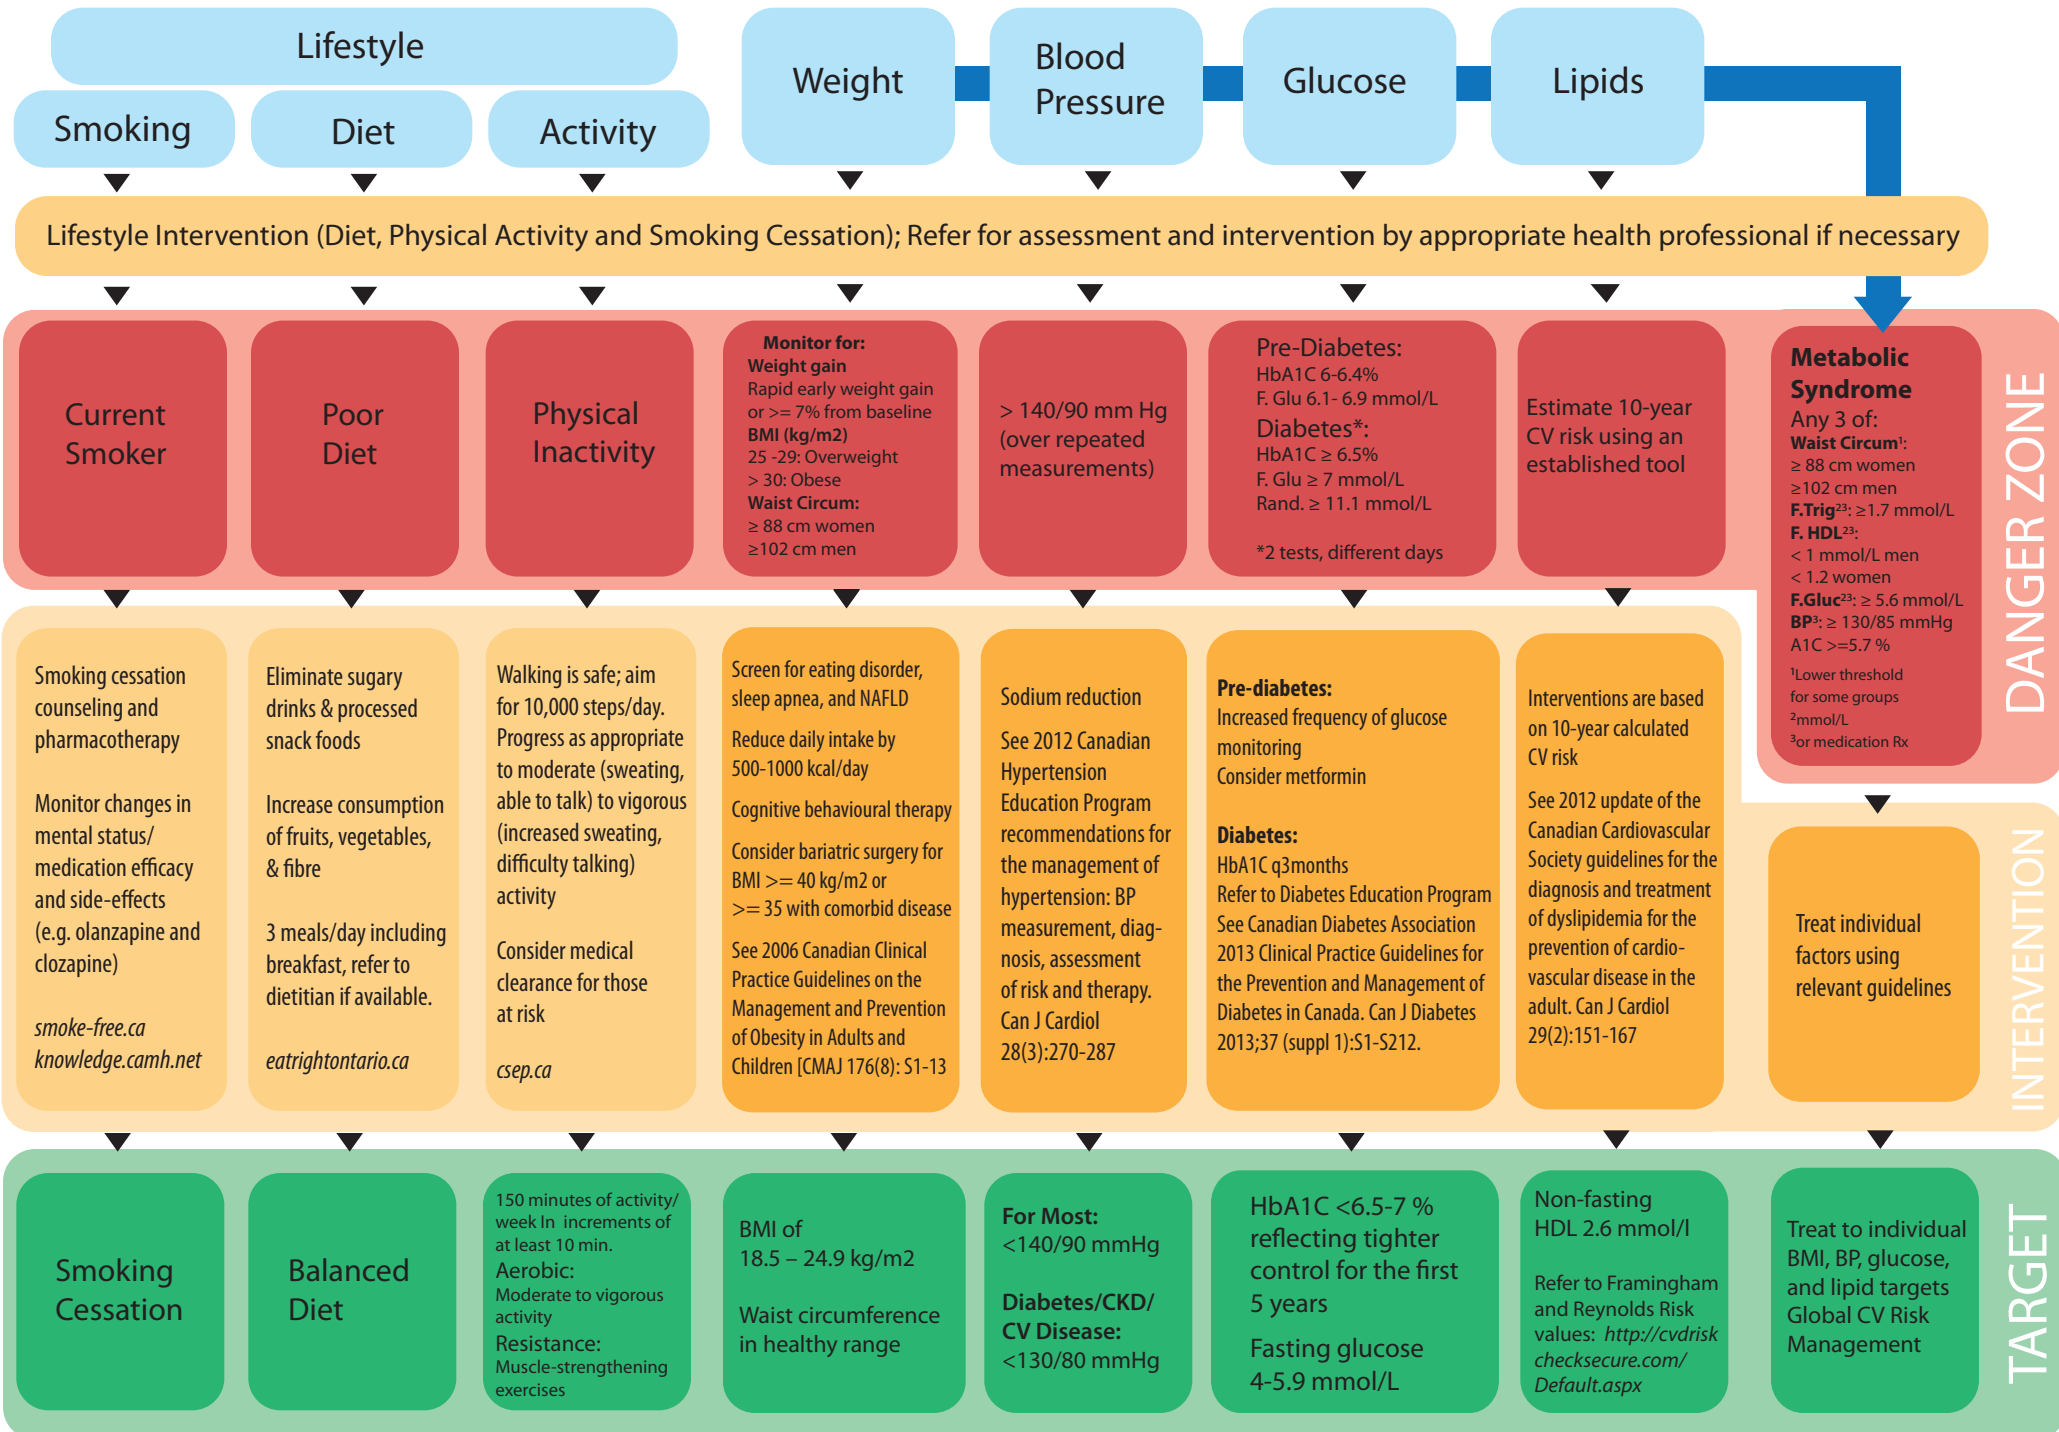 Lifestyle
Smoking
Diet
Activity
Weight
Blood
Pressure
Glucose
Lipids
Lifestyle Intervention (Diet, Physical Activity and Smoking Cessation); Refer for assessment and intervention by appropriate health professional if necessary
DANGER ZONE
Current
Smoker
Poor
Diet
Physical
Inactivity
Monitor for:
Weight gain
Rapid early weight gain
or >= 7% from baseline
BMI (kg/m2)
25 -29: Overweight
> 30: Obese
Waist Circum:
≥ 88 cm women
≥102 cm men
> 140/90 mm Hg
(over repeated
measurements)
Pre-Diabetes:
HbA1C 6-6.4%
F. Glu 6.1- 6.9 mmol/L
Diabetes*:
HbA1C ≥ 6.5%
F. Glu ≥ 7 mmol/L
Rand. ≥ 11.1 mmol/L
*2 tests, different days
Estimate 10-year
CV risk using an
established tool
Metabolic
Syndrome
Any 3 of:
Waist Circum¹:
≥ 88 cm women
≥102 cm men
F.Trig²³: ≥1.7 mmol/L
F. HDL²³:
< 1 mmol/L men
< 1.2 women
F.Gluc²³: ≥ 5.6 mmol/L
BP³: ≥ 130/85 mmHg
A1C >=5.7 %
¹Lower threshold
for some groups
²mmol/L
³or medication Rx
INTERVENTION
Smoking cessation
counseling and
pharmacotherapy
Monitor changes in
mental status/
medication efficacy
and side-effects
(e.g. olanzapine and
clozapine)
smoke-free.ca
knowledge.camh.net
Eliminate sugary
drinks & processed
snack foods
Increase consumption
of fruits, vegetables,
& fibre
3 meals/day including
breakfast, refer to
dietitian if available.
eatrightontario.ca
Walking is safe; aim
for 10,000 steps/day.
Progress as appropriate
to moderate (sweating,
able to talk) to vigorous
(increased sweating,
difficulty talking)
activity
Consider medical
clearance for those
at risk
csep.ca
Screen for eating disorder,
sleep apnea, and NAFLD
Reduce daily intake by
500-1000 kcal/day
Cognitive behavioural therapy
Consider bariatric surgery for
BMI >= 40 kg/m2 or
>= 35 with comorbid disease
See 2006 Canadian Clinical
Practice Guidelines on the
Management and Prevention
of Obesity in Adults and
Children [CMAJ 176(8): S1-13
Sodium reduction
See 2012 Canadian
Hypertension
Education Program
recommendations for
the management of
hypertension: BP
measurement, diag-
nosis, assessment
of risk and therapy.
Can J Cardiol
28(3):270-287
Pre-diabetes:
Increased frequency of glucose
monitoring
Consider metformin
Diabetes:
HbA1C q3months
Refer to Diabetes Education Program
See Canadian Diabetes Association
2013 Clinical Practice Guidelines for
the Prevention and Management of
Diabetes in Canada. Can J Diabetes
2013;37 (suppl 1):S1-S212.
Interventions are based
on 10-year calculated
CV risk
See 2012 update of the
Canadian Cardiovascular
Society guidelines for the
diagnosis and treatment
of dyslipidemia for the
prevention of cardio-
vascular disease in the
adult. Can J Cardiol
29(2):151-167
Treat individual
factors using
relevant guidelines
TARGET
Smoking
Cessation
Balanced
Diet
150 minutes of activity/
week In increments of
at least 10 min.
Aerobic:
Moderate to vigorous
activity
Resistance:
Muscle-strengthening
exercises
BMI of
18.5 – 24.9 kg/m2
Waist circumference
in healthy range
For Most:
<140/90 mmHg
Diabetes/CKD/
CV Disease:
<130/80 mmHg
HbA1C <6.5-7 %
reflecting tighter
control for the first
5 years
Fasting glucose
4-5.9 mmol/L
Non-fasting
HDL 2.6 mmol/l
Refer to Framingham
and Reynolds Risk
values: http://cvdrisk
checksecure.com/
Default.aspx
Treat to individual
BMI, BP, glucose,
and lipid targets
Global CV Risk
Management